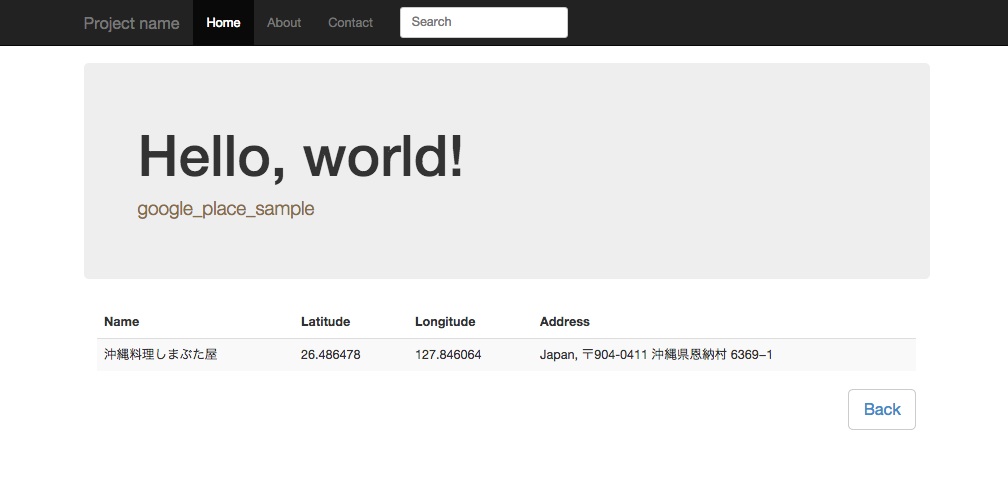 Project name Home About Contact Search
Hello, world!
google_place_sample
Name Latitude Longitude Address
沖縄料理しまぶた屋 26.486478 127.846064 Japan, 〒904-0411 沖縄県恩納村 6369−1
Back